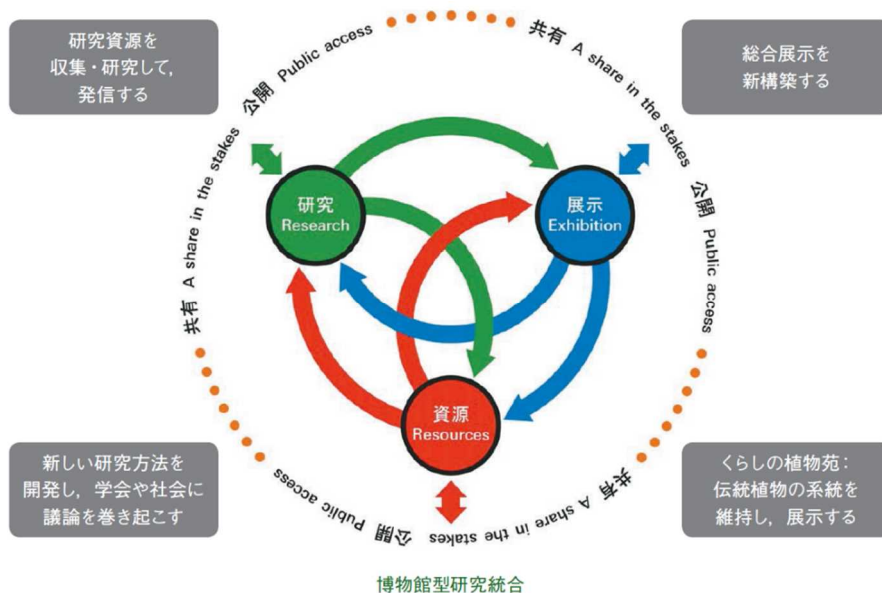 研究資源を
収集・研究して，
発信する
総合展示を
新構築する
共有 A share in the stakes 公開 Public access
共有 A share in the stakes 公開 Public access
共有 A share in the stakes 公開 Public access
研究
Research
展示
Exhibition
資源
Resources
新しい研究方法を
開発し，学会や社会に
議論を巻き起こす
くらしの植物苑：
伝統植物の系統を
維持し，展示する
博物館型研究統合